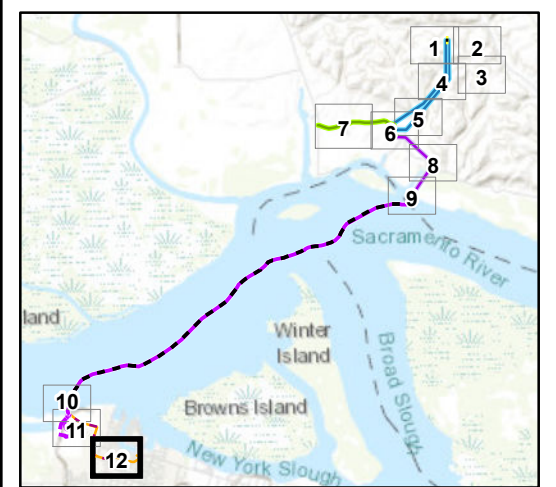 1
2
3
4
5
6
7
8
9
Sacramento River
land
Winter
Island
Broad Slough
10
Browns Island
11
12
New York Slough